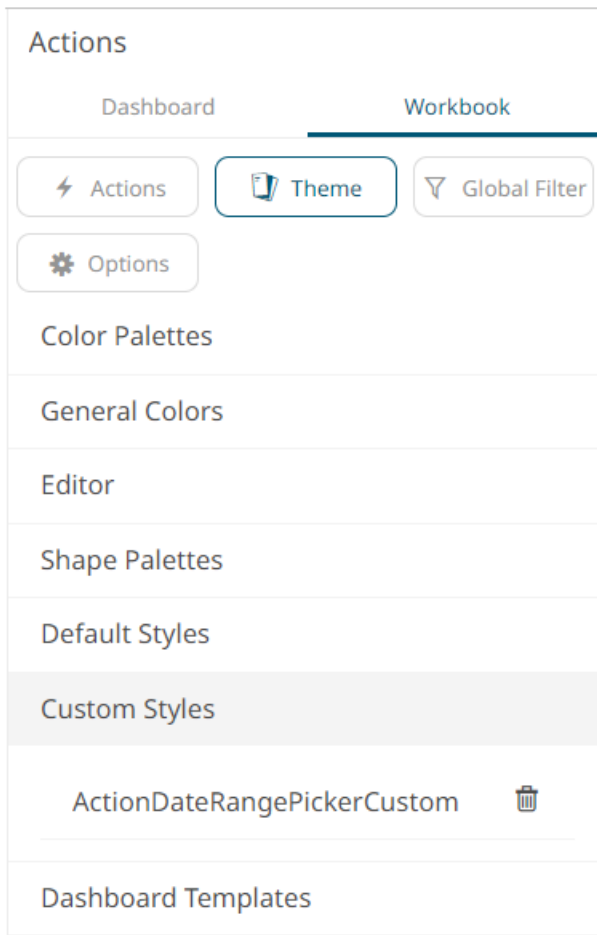 Actions
Dashboard Workbook
Actions Theme Global Filter
Options
Color Palettes
General Colors
Editor
Shape Palettes
Default Styles
Custom Styles
ActionDateRangePickerCustom
Dashboard Templates